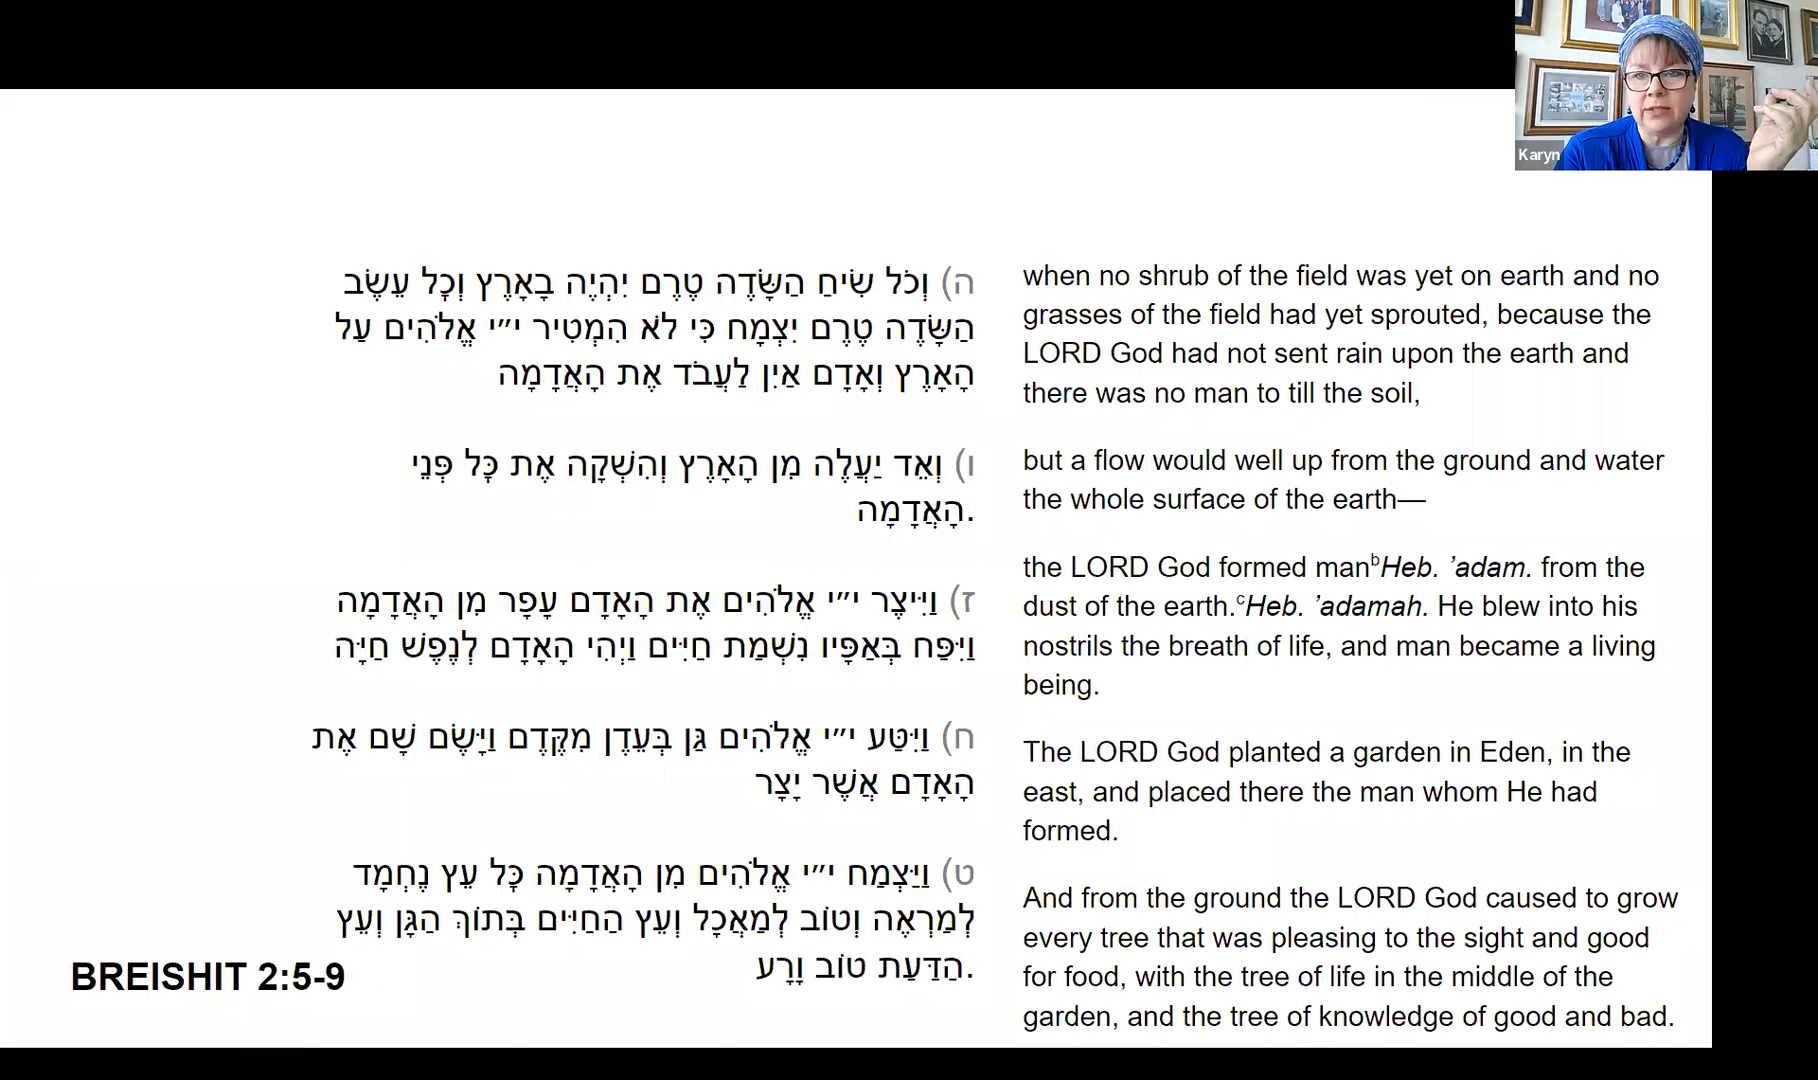 Karyn
ה) וְכֹל שִׂיחַ הַשָּׂדֶה טֶרֶם יִהְיֶה בָאָרֶץ וְכָל עֵשֶׂב
הַשָּׂדֶה טֶרֶם יִצְמָח כִּי לֹא הִמְטִיר י״י אֱלֹהִים עַל
הָאָרֶץ וְאָדָם אַיִן לַעֲבֹד אֶת הָאֲדָמָה
ו) וְאֵד יַעֲלֶה מִן הָאָרֶץ וְהִשְׁקָה אֶת כׇּל פְּנֵי
הָאֲדָמָה.
ז) וַיִּיצֶר י״י אֱלֹהִים אֶת הָאָדָם עָפָר מִן הָאֲדָמָה
וַיִּפַּח בְּאַפָּיו נִשְׁמַת חַיִּים וַיְהִי הָאָדָם לְנֶפֶשׁ חַיָּה
ח) וַיִּטַּע י״י אֱלֹהִים גַּן בְּעֵדֶן מִקֶּדֶם וַיָּשֶׂם שָׁם אֶת
הָאָדָם אֲשֶׁר יָצָר
ט) וַיַּצְמַח י״י אֱלֹהִים מִן הָאֲדָמָה כׇּל עֵץ נֶחְמָד
לְמַרְאֶה וְטוֹב לְמַאֲכָל וְעֵץ הַחַיִּים בְּתוֹךְ הַגָּן וְעֵץ
הַדַּעַת טוֹב וָרָע.
BREISHIT 2:5-9
when no shrub of the field was yet on earth and no
grasses of the field had yet sprouted, because the
LORD God had not sent rain upon the earth and
there was no man to till the soil,
but a flow would well up from the ground and water
the whole surface of the earth—
the LORD God formed manᵇHeb. ’adam. from the
dust of the earth.ᶜHeb. ’adamah. He blew into his
nostrils the breath of life, and man became a living
being.
The LORD God planted a garden in Eden, in the
east, and placed there the man whom He had
formed.
And from the ground the LORD God caused to grow
every tree that was pleasing to the sight and good
for food, with the tree of life in the middle of the
garden, and the tree of knowledge of good and bad.